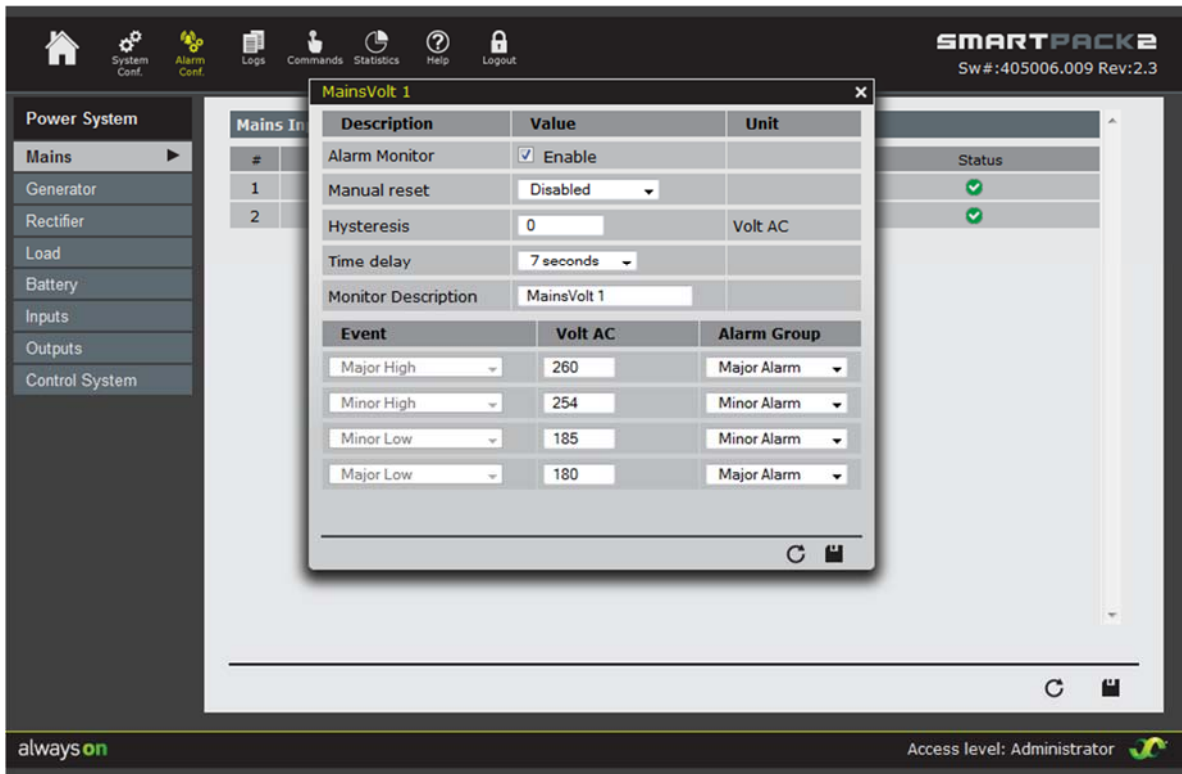 System Conf.
Alarm Conf.
Logs
Commands
Statistics
Help
Logout
SMARTPACK2
Sw#:405006.009 Rev:2.3
Power System
Mains
Generator
Rectifier
Load
Battery
Inputs
Outputs
Control System
Mains
# Status
1
2
MainsVolt 1 ×
Description Value Unit
Alarm Monitor Enable
Manual reset Disabled
Hysteresis 0 Volt AC
Time delay 7 seconds
Monitor Description MainsVolt 1
Event Volt AC Alarm Group
Major High 260 Major Alarm
Minor High 254 Minor Alarm
Minor Low 185 Minor Alarm
Major Low 180 Major Alarm
alwayson
Access level: Administrator